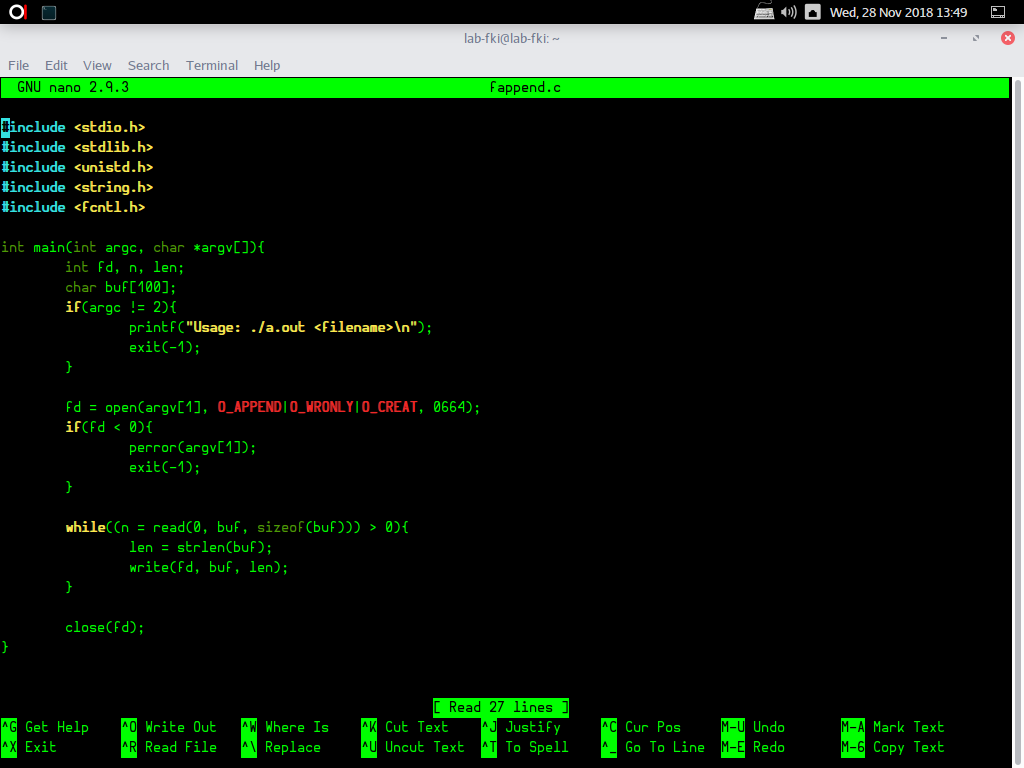 Wed, 28 Nov 2018 13:49
lab-fki@lab-fki: ~
File Edit View Search Terminal Help
GNU nano 2.9.3 fappend.c
#include <stdio.h>
#include <stdlib.h>
#include <unistd.h>
#include <string.h>
#include <fcntl.h>
int main(int argc, char *argv[]){
int fd, n, len;
char buf[100];
if(argc != 2){
printf("Usage: ./a.out <filename>\n");
exit(-1);
}
fd = open(argv[1], O_APPEND|O_WRONLY|O_CREAT, 0664);
if(fd < 0){
perror(argv[1]);
exit(-1);
}
while((n = read(0, buf, sizeof(buf))) > 0){
len = strlen(buf);
write(fd, buf, len);
}
close(fd);
}
[ Read 27 lines ]
^G Get Help ^O Write Out ^W Where Is ^K Cut Text ^J Justify ^C Cur Pos M-U Undo M-A Mark Text
^X Exit ^R Read File ^\ Replace ^U Uncut Text ^T To Spell ^_ Go To Line M-E Redo M-6 Copy Text